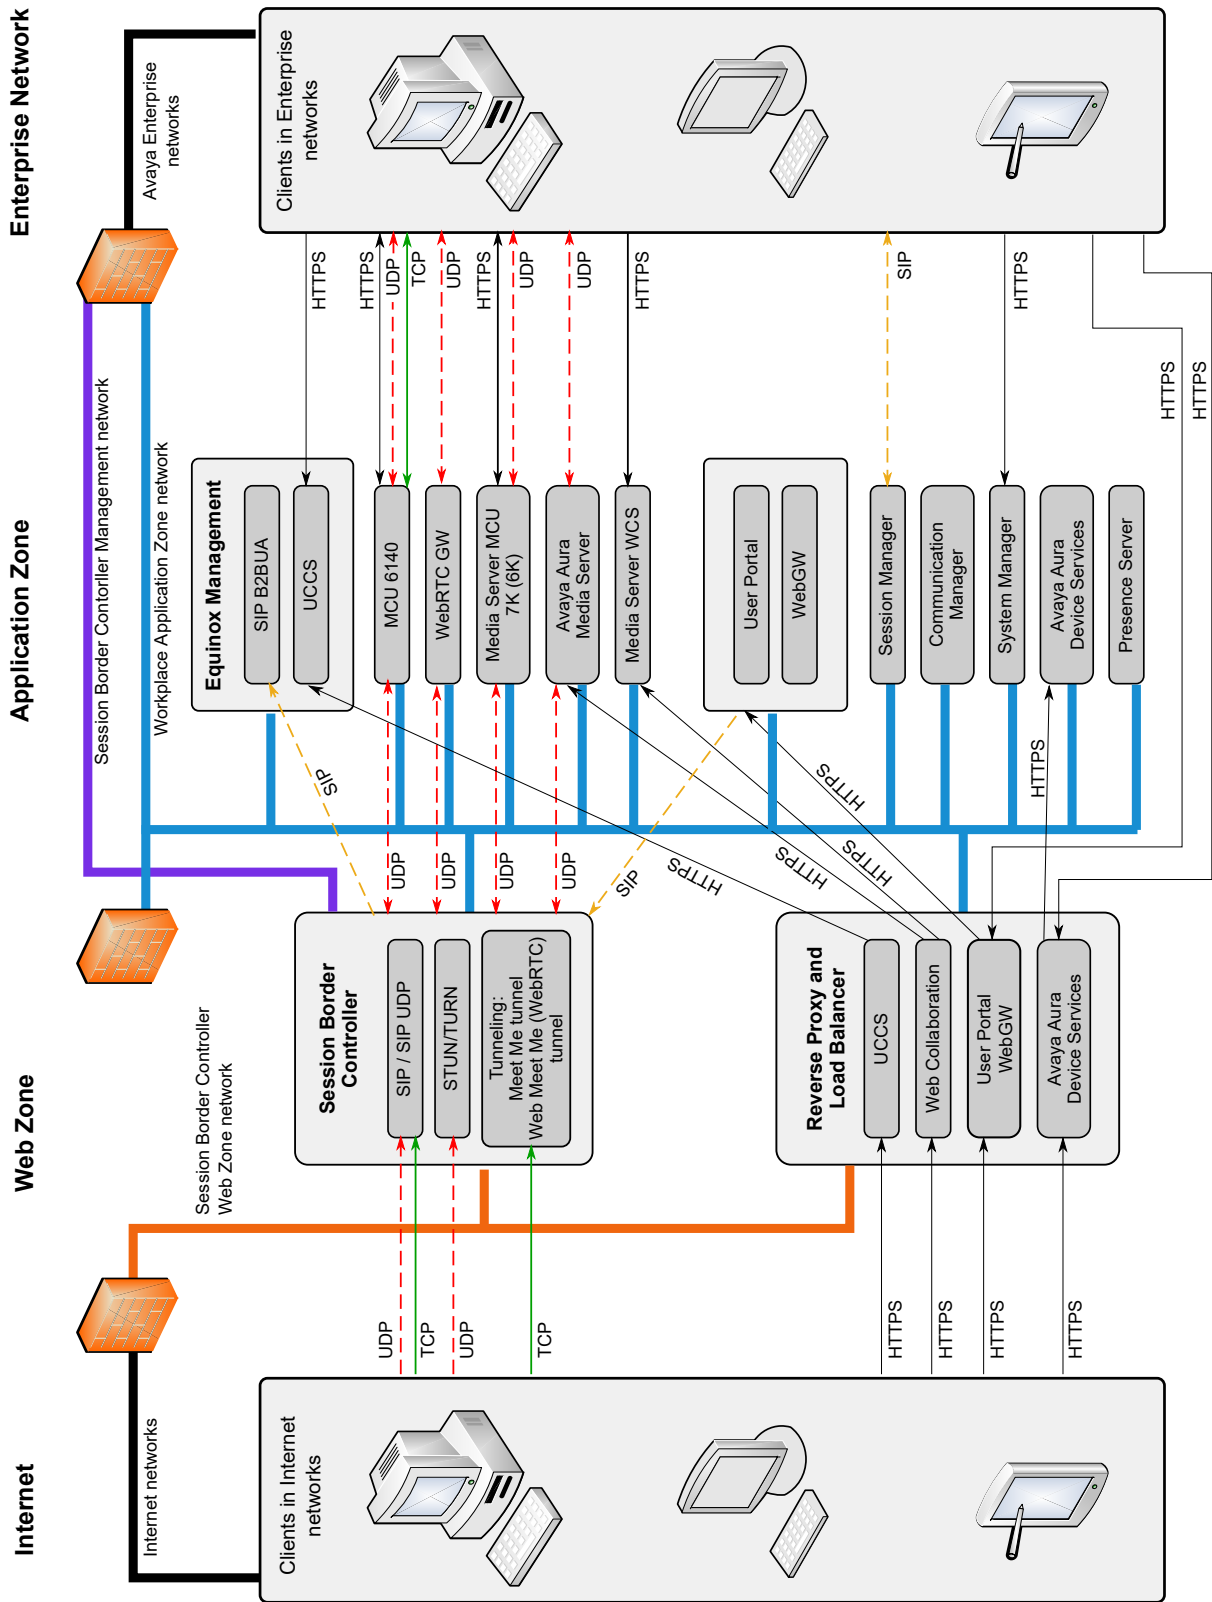 Internet
Web Zone
Application Zone
Enterprise Network
Internet networks
Session Border Controller
Web Zone network
Session Border Contorller Management network
Workplace Application Zone network
Avaya Enterprise
networks
Clients in Internet
networks
UDP
TCP
UDP
TCP
HTTPS
HTTPS
HTTPS
HTTPS
Session Border
Controller
SIP / SIP UDP
STUN/TURN
Tunneling:
Meet Me tunnel
Web Meet Me (WebRTC)
tunnel
Reverse Proxy and
Load Balancer
UCCS
Web Collaboration
User Portal
WebGW
Avaya Aura
Device Services
SIP
UDP
UDP
UDP
UDP
SIP
HTTPS
HTTPS
HTTPS
HTTPS
HTTPS
Equinox Management
SIP B2BUA
UCCS
MCU 6140
WebRTC GW
Media Server MCU
7K (6K)
Avaya Aura
Media Server
Media Server WCS
User Portal
WebGW
Session Manager
Communication
Manager
System Manager
Avaya Aura
Device Services
Presence Server
HTTPS
HTTPS
UDP
TCP
UDP
HTTPS
UDP
UDP
HTTPS
SIP
HTTPS
HTTPS
HTTPS
Clients in Enterprise
networks